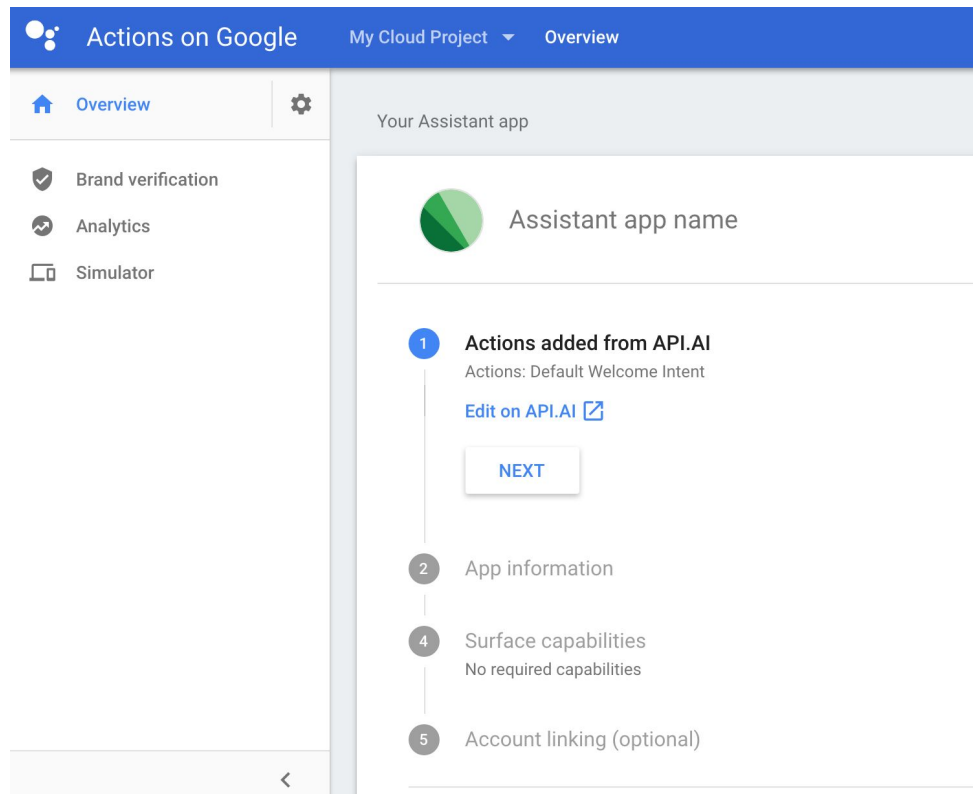 Actions on Google My Cloud Project Overview
Overview
Brand verification
Analytics
Simulator
Your Assistant app
Assistant app name
1 Actions added from API.AI
Actions: Default Welcome Intent
Edit on API.AI
NEXT
2 App information
4 Surface capabilities
No required capabilities
5 Account linking (optional)